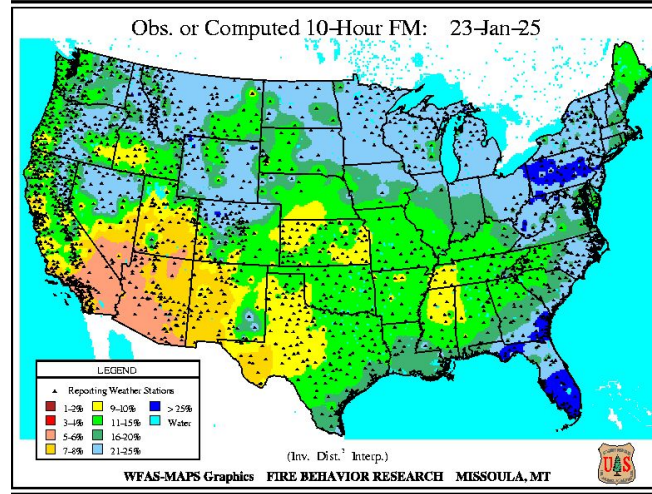 Obs. or Computed 10-Hour FM: 23-Jan-25
LEGEND
▲ Reporting Weather Stations
1-2% 9-10% > 25%
3-4% 11-15% Water
5-6% 16-20%
7-8% 21-25%
(Inv. Dist.² Interp.)
WFAS-MAPS Graphics FIRE BEHAVIOR RESEARCH MISSOULA, MT
US